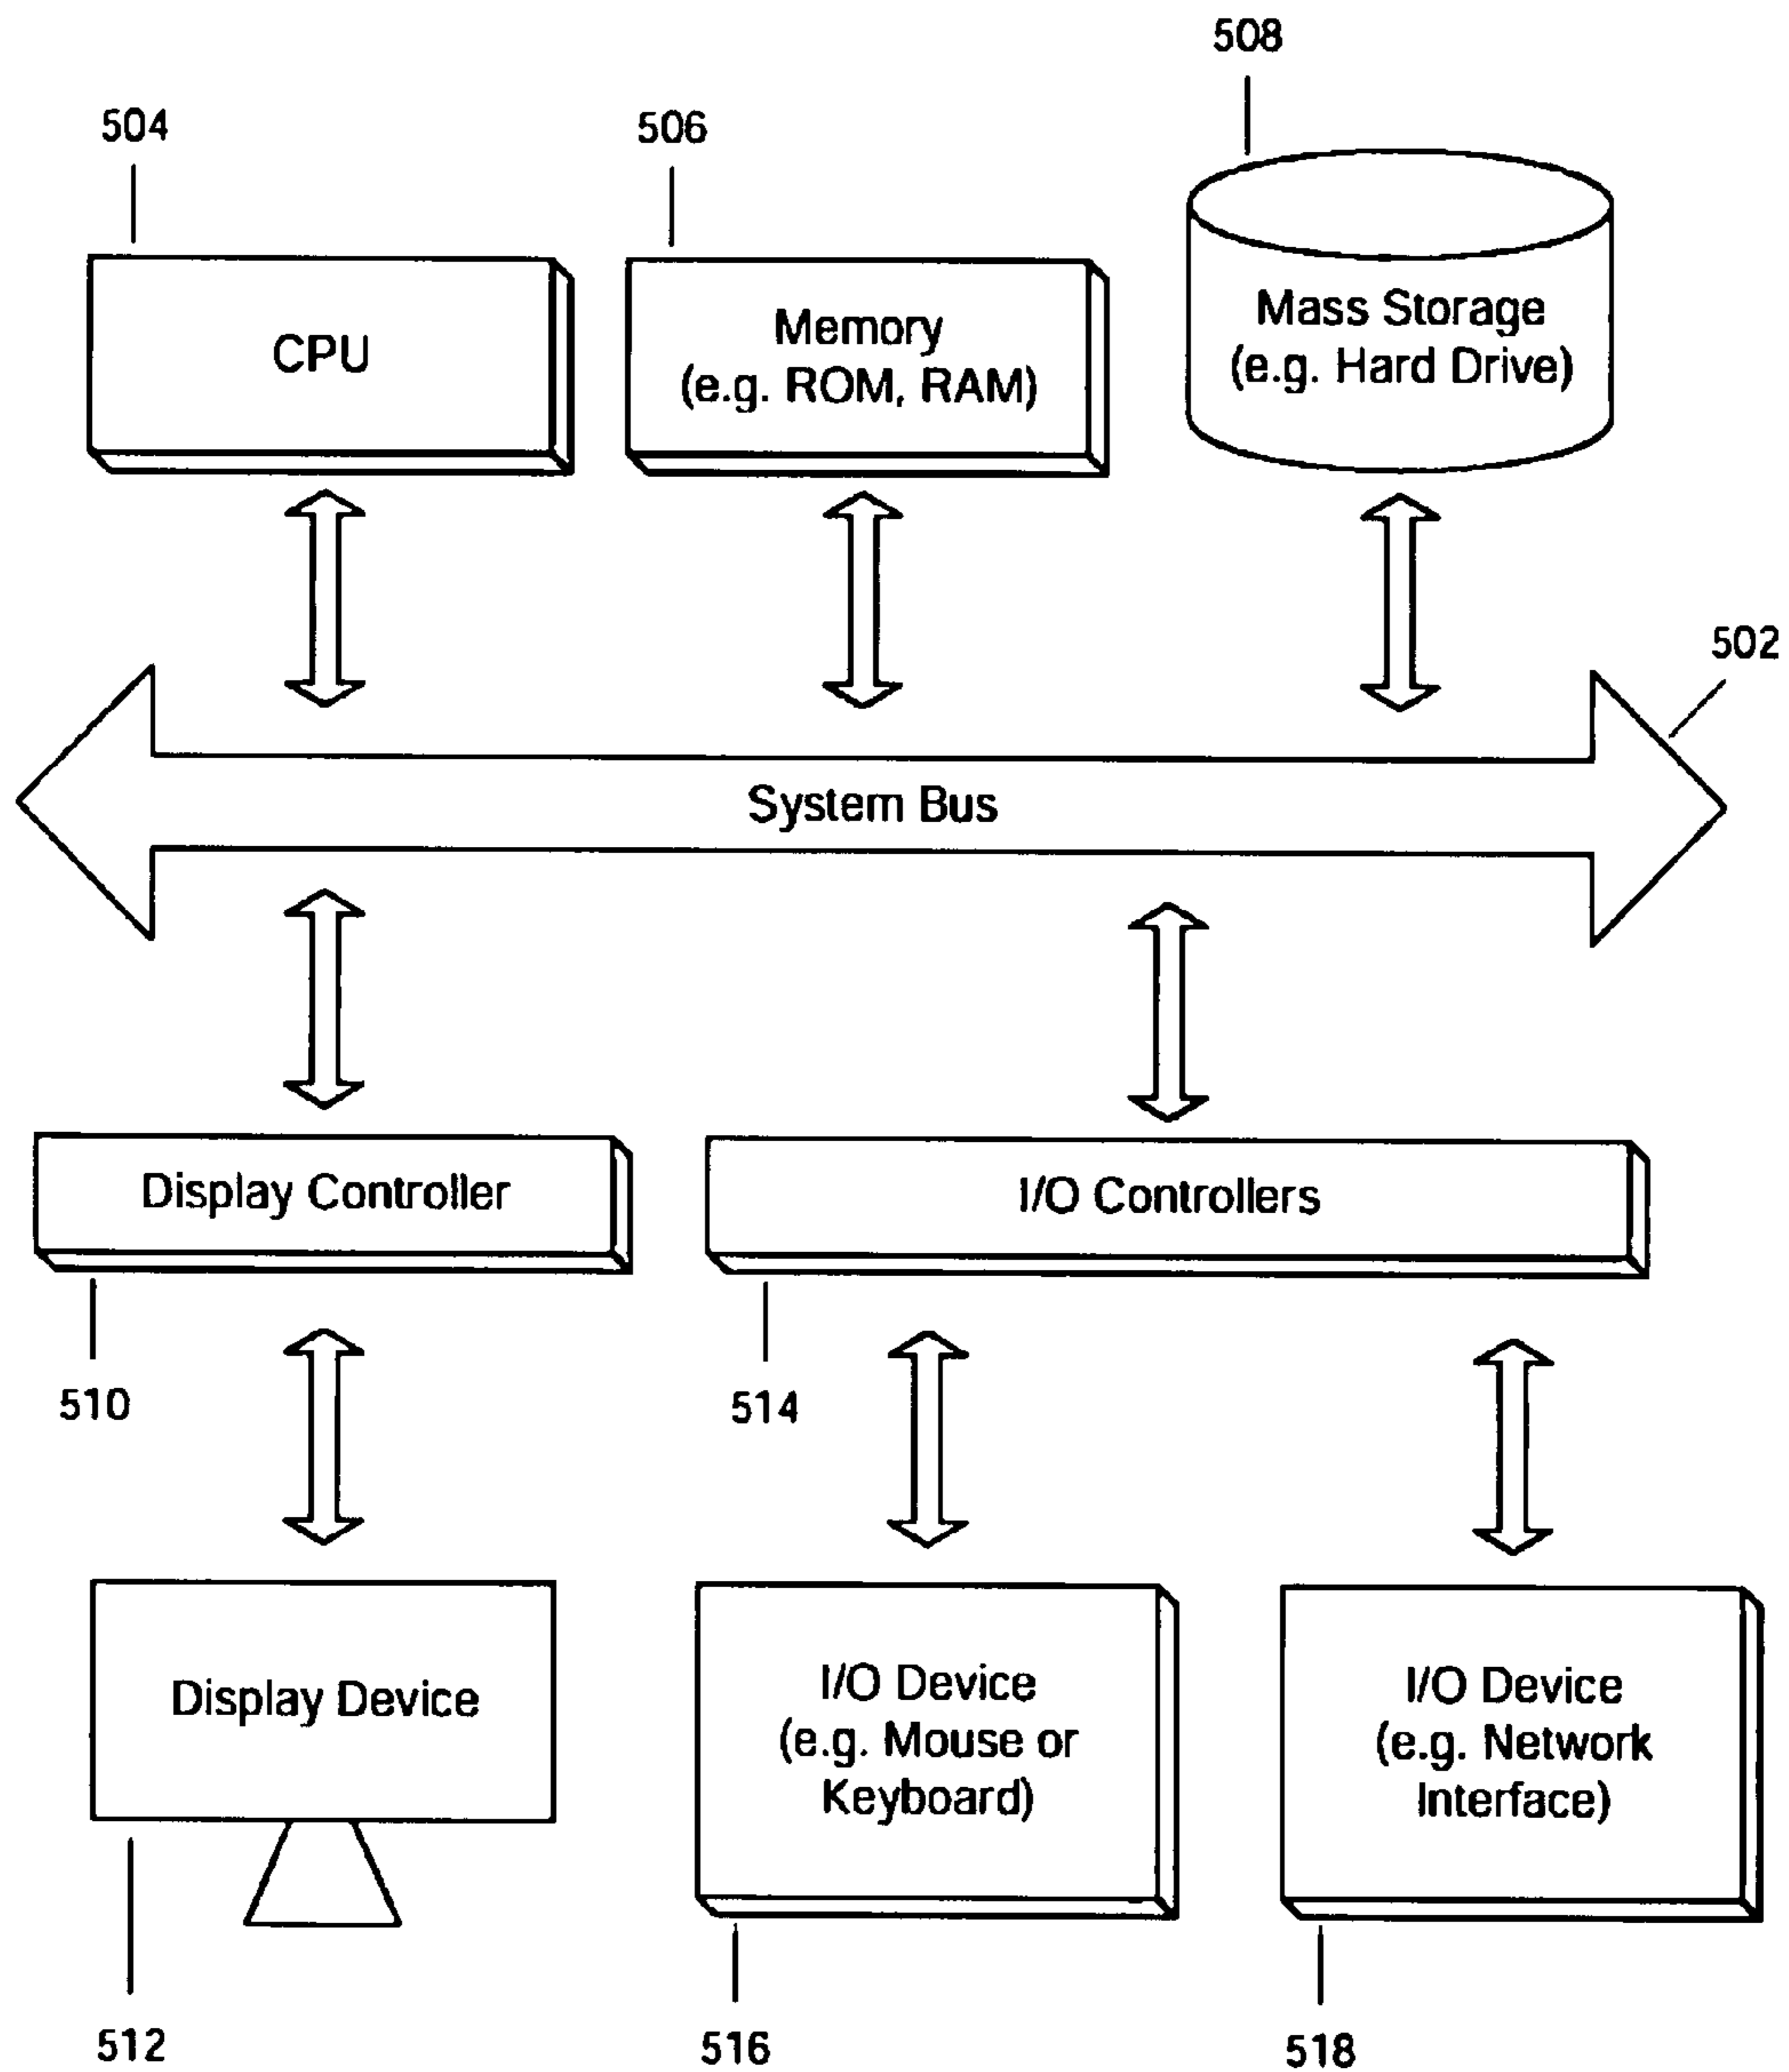 508
504
506
CPU
Memory
(e.g. ROM, RAM)
Mass Storage
(e.g. Hard Drive)
502
System Bus
Display Controller
I/O Controllers
510
514
Display Device
I/O Device
(e.g. Mouse or
Keyboard)
I/O Device
(e.g. Network
Interface)
512
516
518